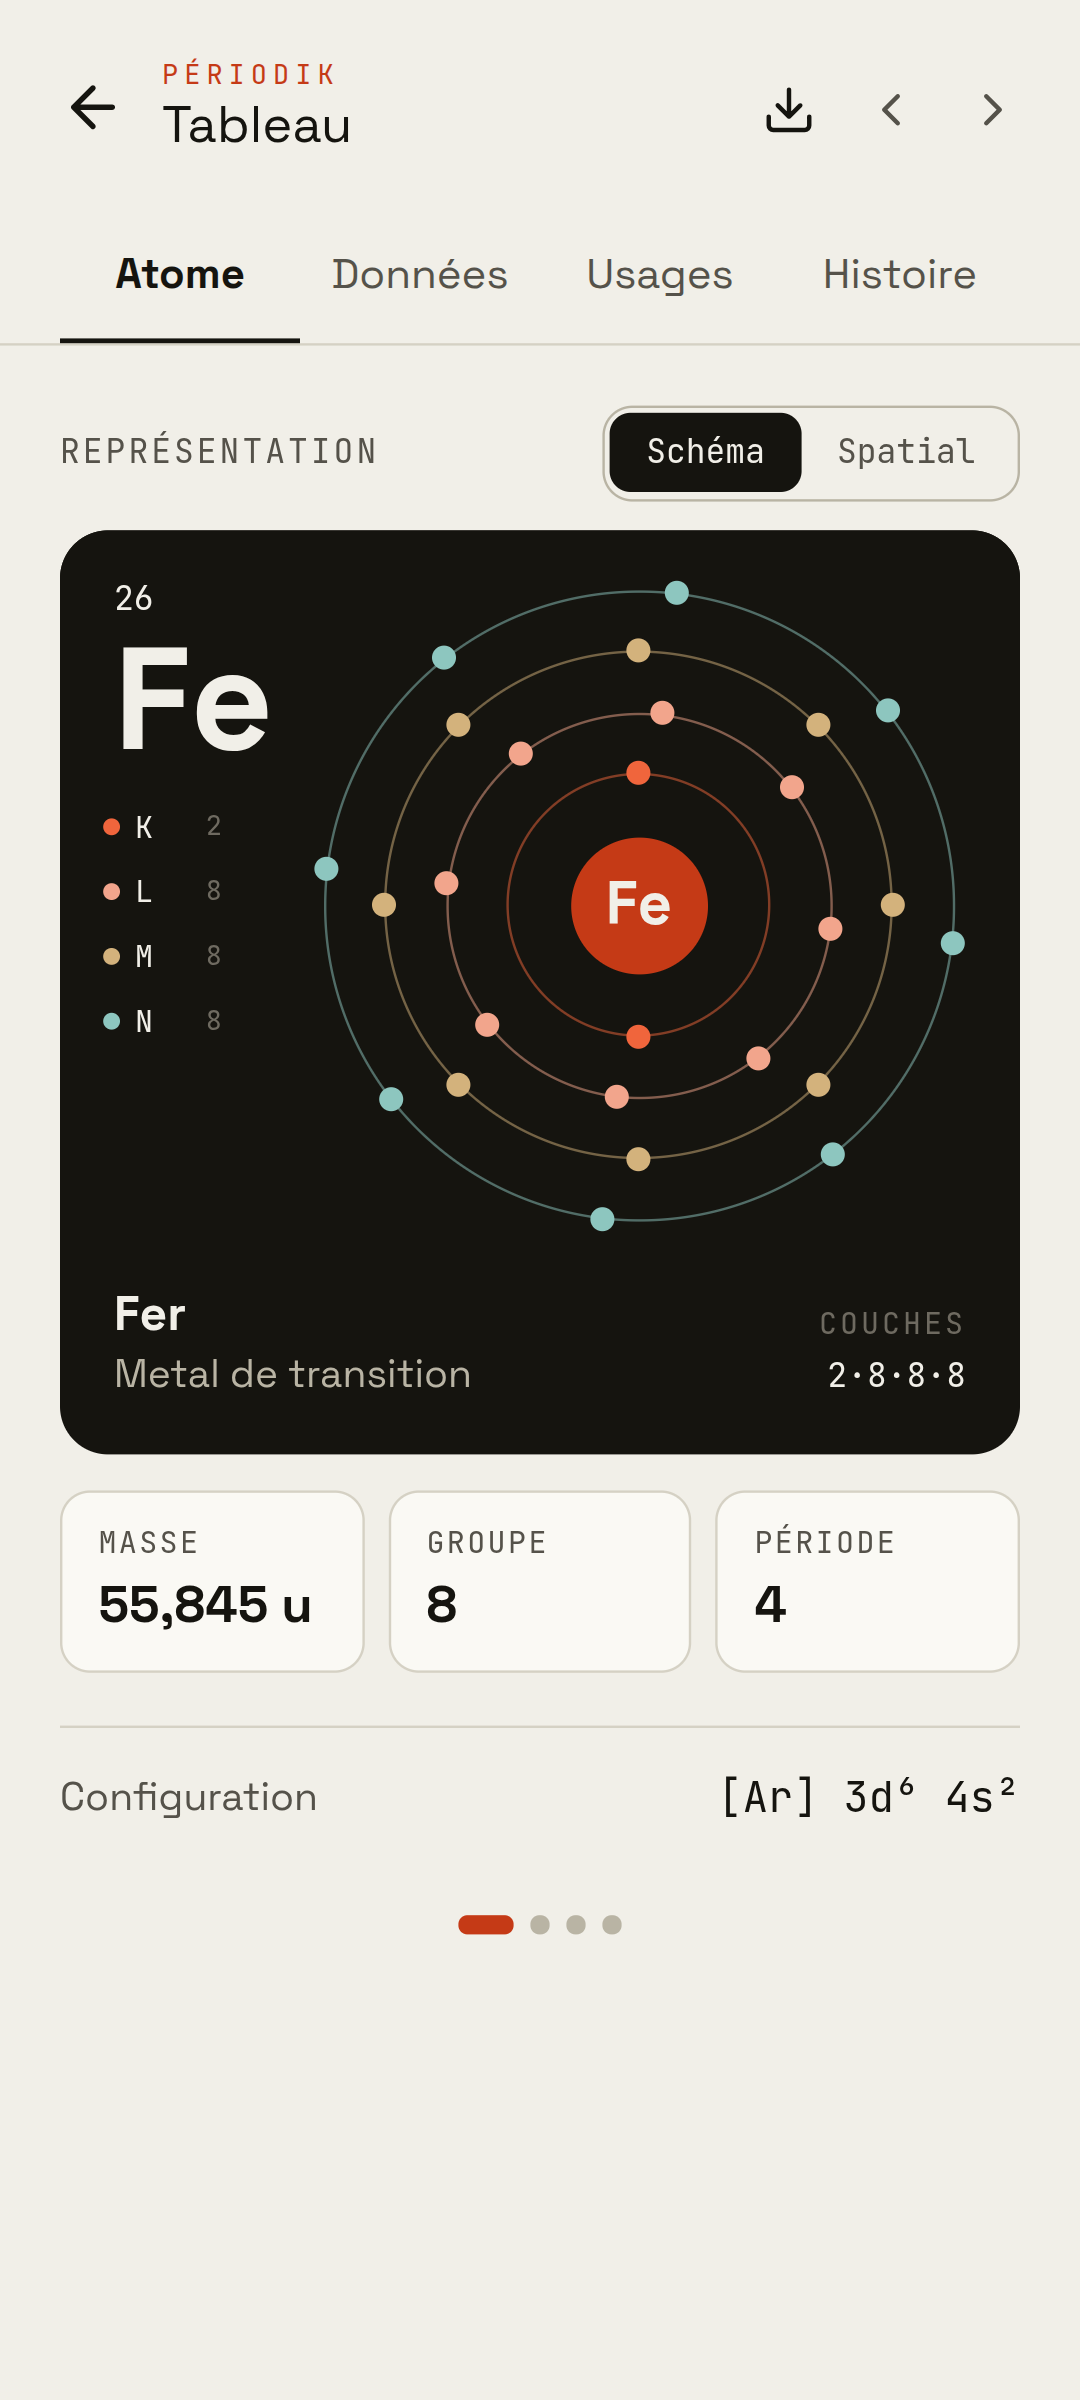 PÉRIODIK
Tableau
Atome Données Usages Histoire
REPRÉSENTATION Schéma Spatial
26
Fe
K 2
L 8
M 8
N 8
Fe
Fer
Metal de transition
COUCHES
2·8·8·8
MASSE GROUPE PÉRIODE
55,845 u 8 4
Configuration [Ar] 3d⁶ 4s²